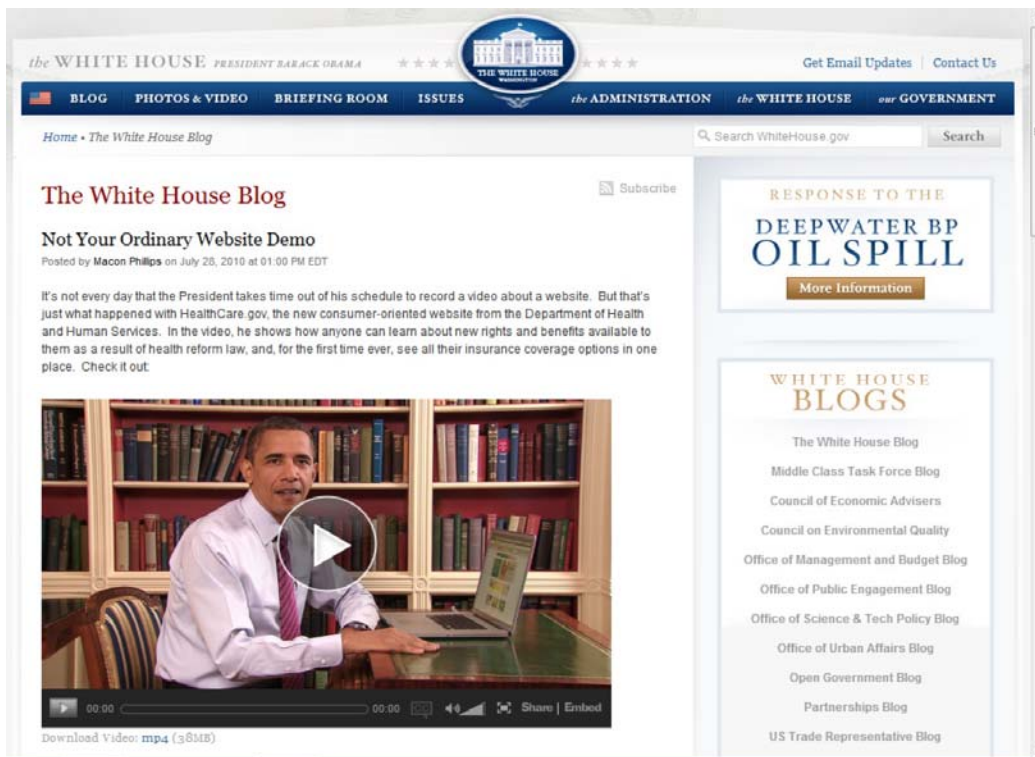 the WHITE HOUSE PRESIDENT BARACK OBAMA
THE WHITE HOUSE
WASHINGTON
Get Email Updates | Contact Us
BLOG PHOTOS & VIDEO BRIEFING ROOM ISSUES the ADMINISTRATION the WHITE HOUSE our GOVERNMENT
Home • The White House Blog
Search WhiteHouse.gov Search
The White House Blog
Subscribe
Not Your Ordinary Website Demo
Posted by Macon Phillips on July 28, 2010 at 01:00 PM EDT
It's not every day that the President takes time out of his schedule to record a video about a website. But that's
just what happened with HealthCare.gov, the new consumer-oriented website from the Department of Health
and Human Services. In the video, he shows how anyone can learn about new rights and benefits available to
them as a result of health reform law, and, for the first time ever, see all their insurance coverage options in one
place. Check it out:
00:00 00:00 CC Share | Embed
Download Video: mp4 (38MB)
RESPONSE TO THE
DEEPWATER BP
OIL SPILL
More Information
WHITE HOUSE
BLOGS
The White House Blog
Middle Class Task Force Blog
Council of Economic Advisers
Council on Environmental Quality
Office of Management and Budget Blog
Office of Public Engagement Blog
Office of Science & Tech Policy Blog
Office of Urban Affairs Blog
Open Government Blog
Partnerships Blog
US Trade Representative Blog